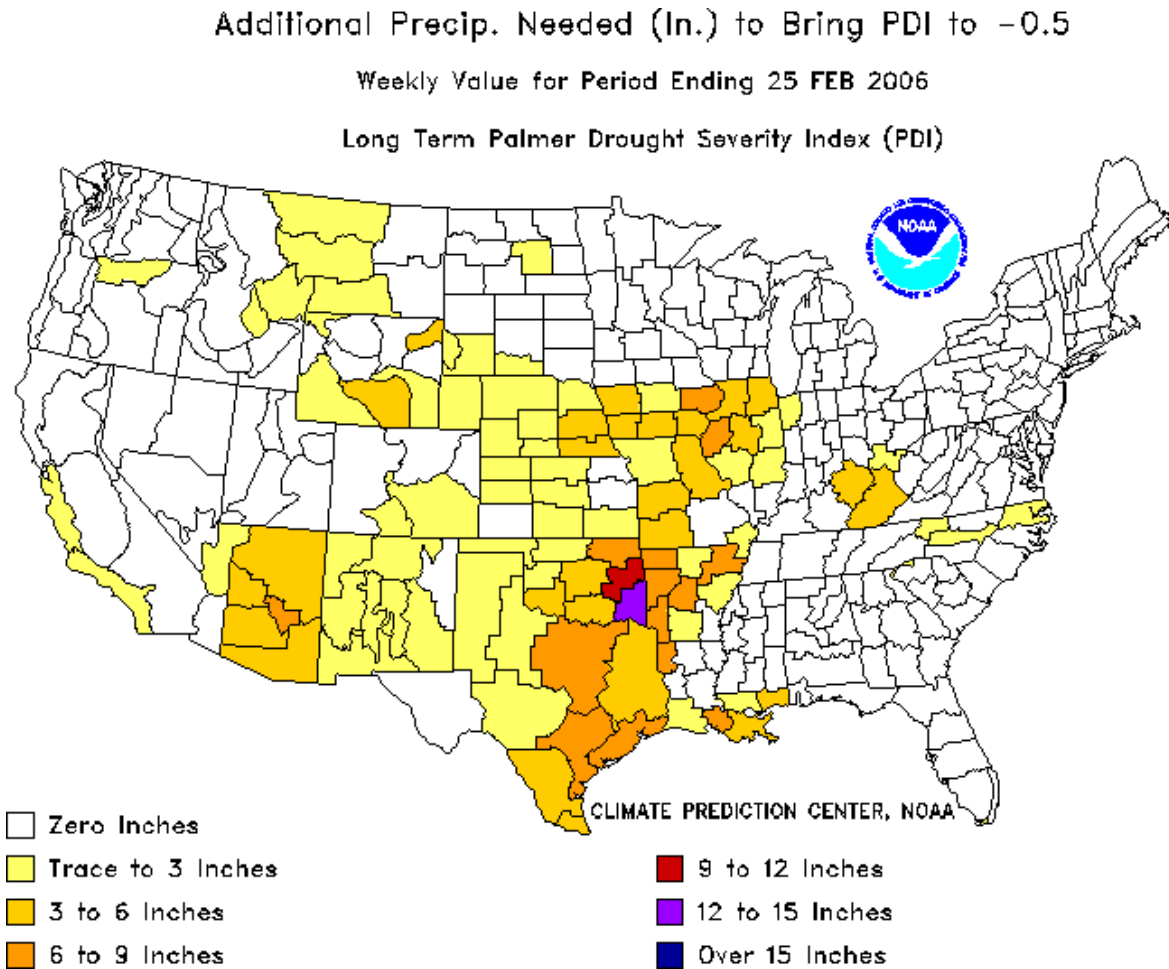 Additional Precip. Needed (In.) to Bring PDI to -0.5
Weekly Value for Period Ending 25 FEB 2006
Long Term Palmer Drought Severity Index (PDI)
NOAA
CLIMATE PREDICTION CENTER, NOAA
Zero Inches
Trace to 3 Inches
3 to 6 Inches
6 to 9 Inches
9 to 12 Inches
12 to 15 Inches
Over 15 Inches